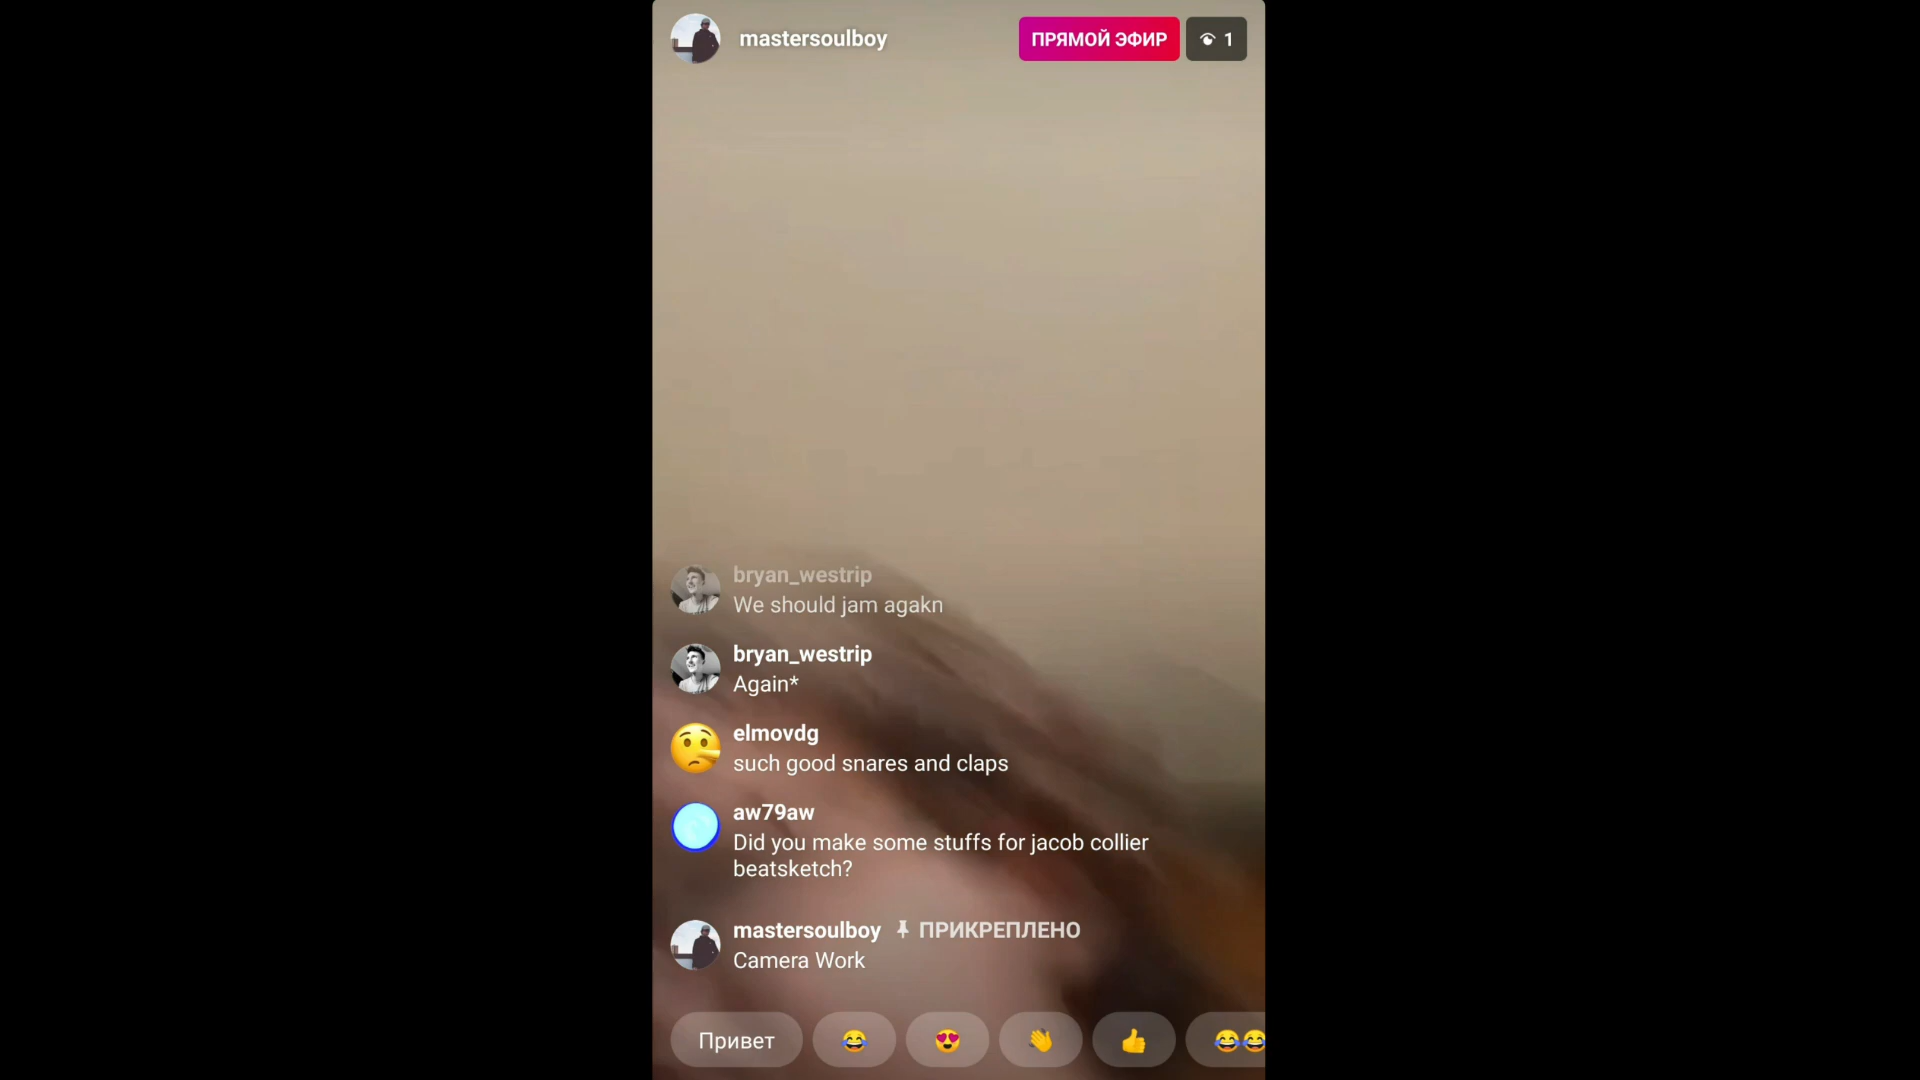 mastersoulboy
ПРЯМОЙ ЭФИР
1
bryan_westrip
We should jam agakn
bryan_westrip
Again*
elmovdg
such good snares and claps
aw79aw
Did you make some stuffs for jacob collier
beatsketch?
mastersoulboy ПРИКРЕПЛЕНО
Camera Work
Привет